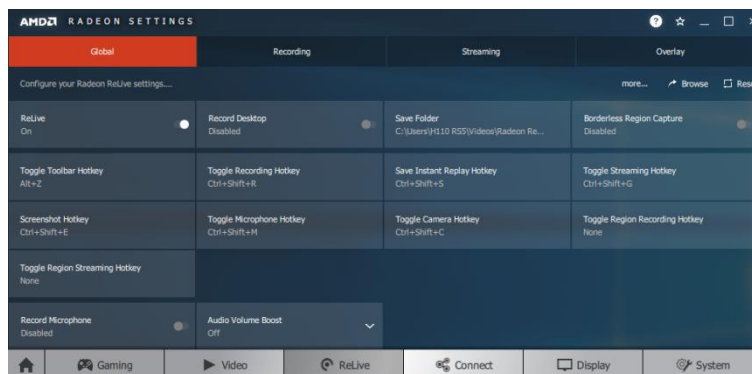 AMD RADEON SETTINGS
Global Recording Streaming Overlay
Configure your Radeon ReLive settings.... more... Browse
ReLive Record Desktop Save Folder Borderless Region Capture
On Disabled C:\Users\H110 RS5\Videos\Radeon Re... Disabled
Toggle Toolbar Hotkey Toggle Recording Hotkey Save Instant Replay Hotkey Toggle Streaming Hotkey
Alt+Z Ctrl+Shift+R Ctrl+Shift+S Ctrl+Shift+G
Screenshot Hotkey Toggle Microphone Hotkey Toggle Camera Hotkey Toggle Region Recording Hotkey
Ctrl+Shift+E Ctrl+Shift+M Ctrl+Shift+C None
Toggle Region Streaming Hotkey
None
Record Microphone Audio Volume Boost
Disabled Off
Gaming Video ReLive Connect Display System